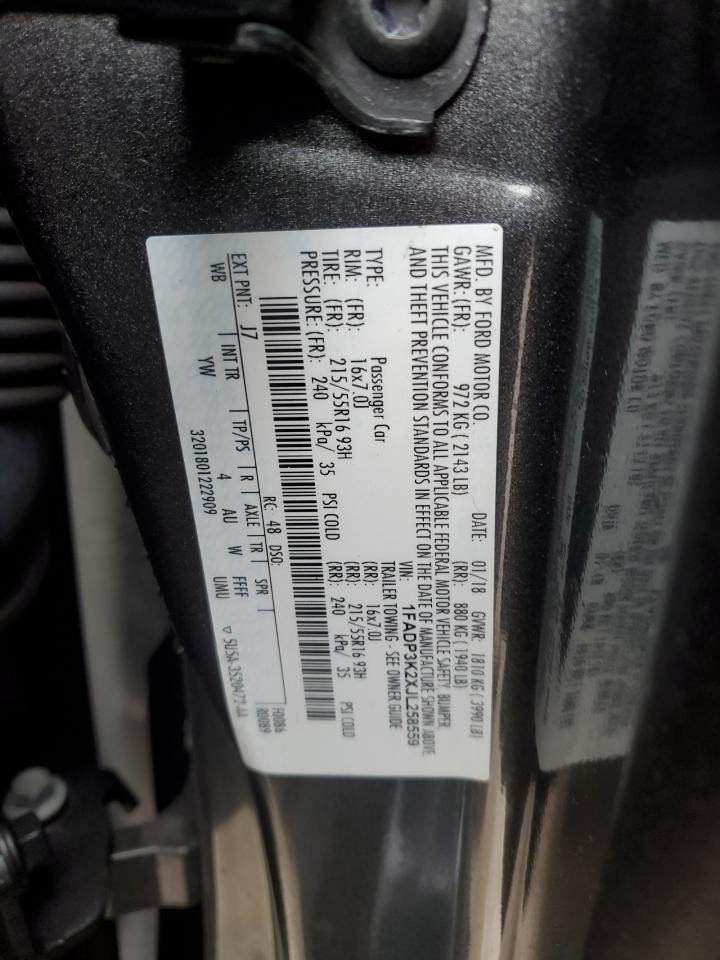 MFD. BY FORD MOTOR CO. DATE: 01/18 GVWR: 1810 KG ( 3990 LB)
GAWR: (FR): 972 KG ( 2143 LB) (RR): 880 KG ( 1940 LB)
THIS VEHICLE CONFORMS TO ALL APPLICABLE FEDERAL MOTOR VEHICLE SAFETY, BUMPER,
AND THEFT PREVENTION STANDARDS IN EFFECT ON THE DATE OF MANUFACTURE SHOWN ABOVE.
VIN: 1FADP3K2XJL258559
TYPE: Passenger Car TRAILER TOWING - SEE OWNER GUIDE
RIM: (FR): 16x7.0J (RR): 16x7.0J
TIRE: (FR): 215/55R16 93H (RR): 215/55R16 93H
PRESSURE: (FR): 240 kPa/ 35 PSI COLD (RR): 240 kPa/ 35 PSI COLD
RC: 48 DSO: F0086
R0089
EXT PNT: J7 INT TR TP/PS R AXLE TR SPR
WB YW 4 AU W FFFF UMU
3201801222909 ▽ 5U5A-3520472-AA